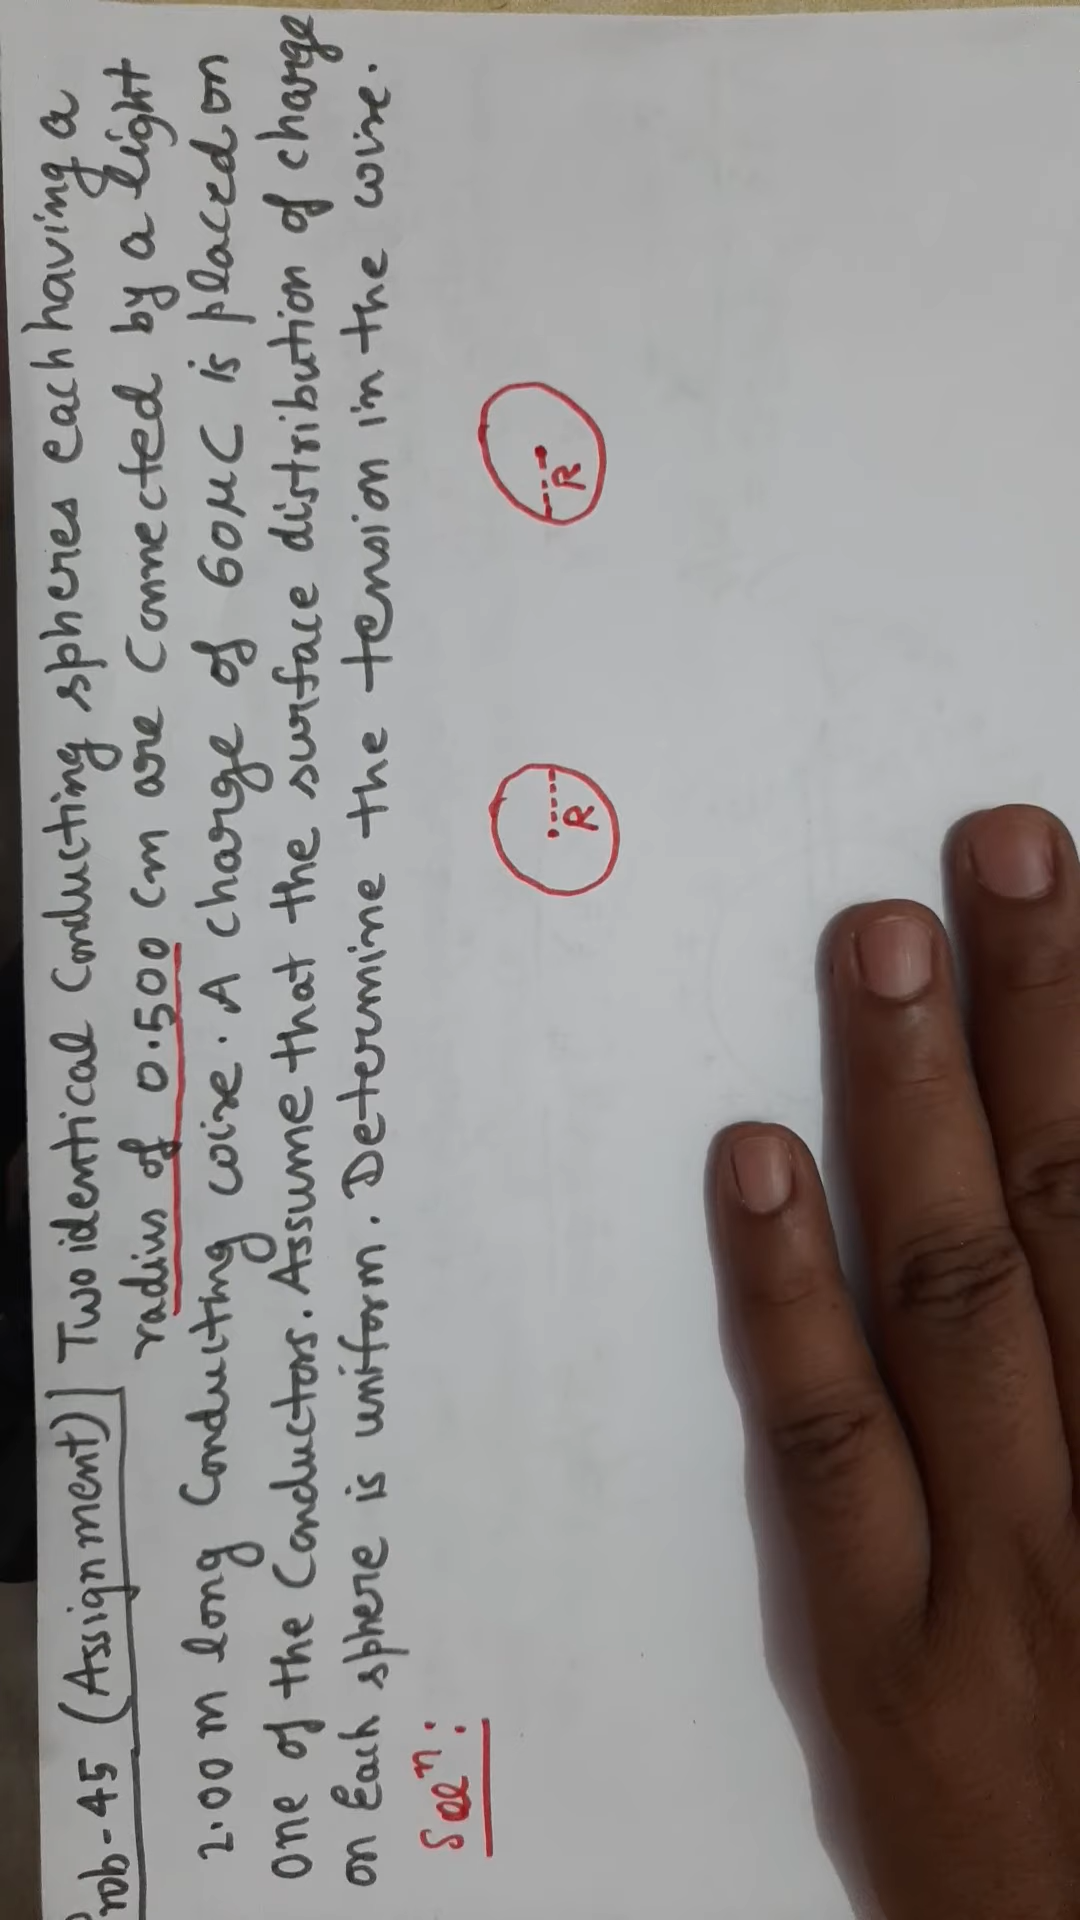 rob-45 (Assignment) Two identical Conducting spheres each having a
radius of 0.500 cm are Connected by a light
2.00 m long Conducting wire. A charge of 60μC is placed on
one of the Conductors. Assume that the surface distribution of charge
on Each sphere is uniform. Determine the tension in the wire.
Solⁿ:
R R